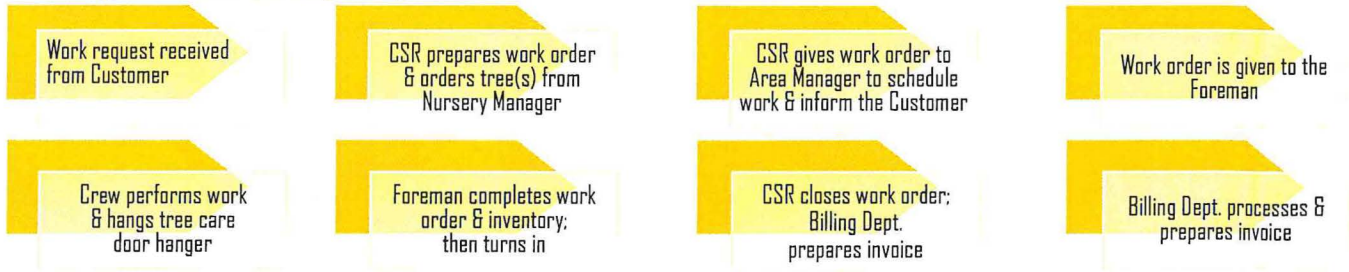 Work request received
from Customer
CSR prepares work order
& orders tree(s) from
Nursery Manager
CSR gives work order to
Area Manager to schedule
work & inform the Customer
Work order is given to the
Foreman
Crew performs work
& hangs tree care
door hanger
Foreman completes work
order & inventory;
then turns in
CSR closes work order;
Billing Dept.
prepares invoice
Billing Dept. processes &
prepares invoice